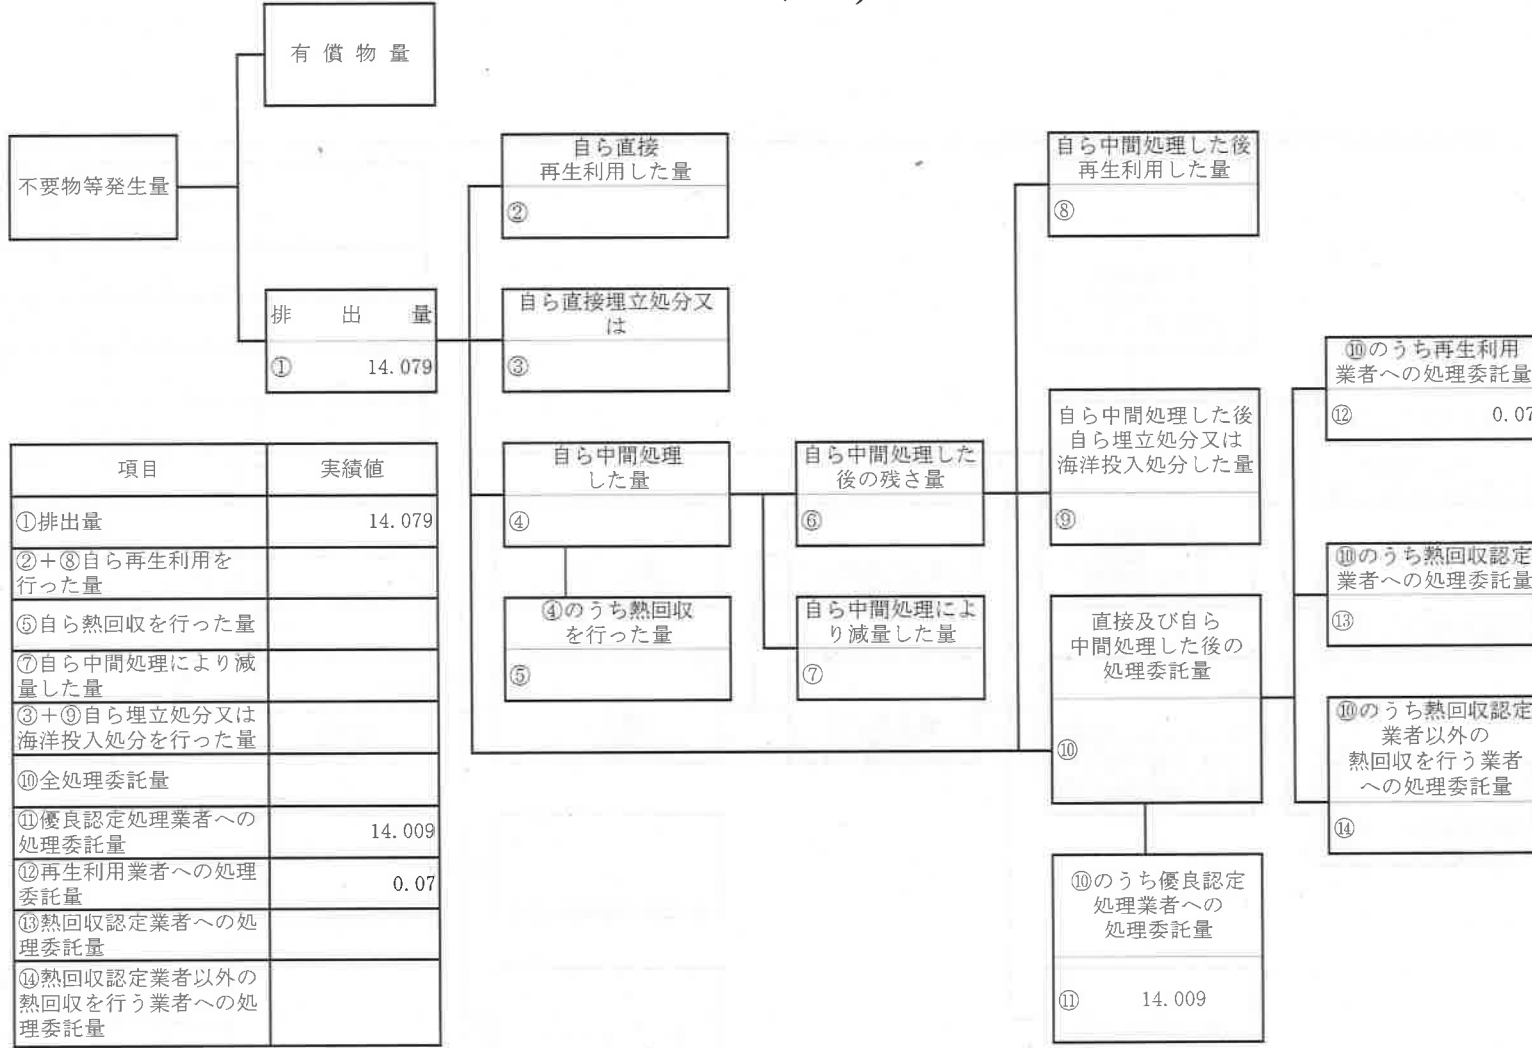 有償物量
不要物等発生量
排出量
① 14.079
自ら直接
再生利用した量
②
自ら直接埋立処分又
は
③
自ら中間処理
した量
④
④のうち熱回収
を行った量
⑤
自ら中間処理した
後の残さ量
⑥
自ら中間処理によ
り減量した量
⑦
自ら中間処理した後
再生利用した量
⑧
自ら中間処理した後
自ら埋立処分又は
海洋投入処分した量
⑨
直接及び自ら
中間処理した後の
処理委託量
⑩
⑩のうち優良認定
処理業者への
処理委託量
⑪ 14.009
⑩のうち再生利用
業者への処理委託量
⑫ 0.07
⑩のうち熱回収認定
業者への処理委託量
⑬
⑩のうち熱回収認定
業者以外の
熱回収を行う業者
への処理委託量
⑭
項目 実績値
①排出量 14.079
②+⑧自ら再生利用を
行った量
⑤自ら熱回収を行った量
⑦自ら中間処理により減
量した量
③+⑨自ら埋立処分又は
海洋投入処分を行った量
⑩全処理委託量
⑪優良認定処理業者への
処理委託量 14.009
⑫再生利用業者への処理
委託量 0.07
⑬熱回収認定業者への処
理委託量
⑭熱回収認定業者以外の
熱回収を行う業者への処
理委託量